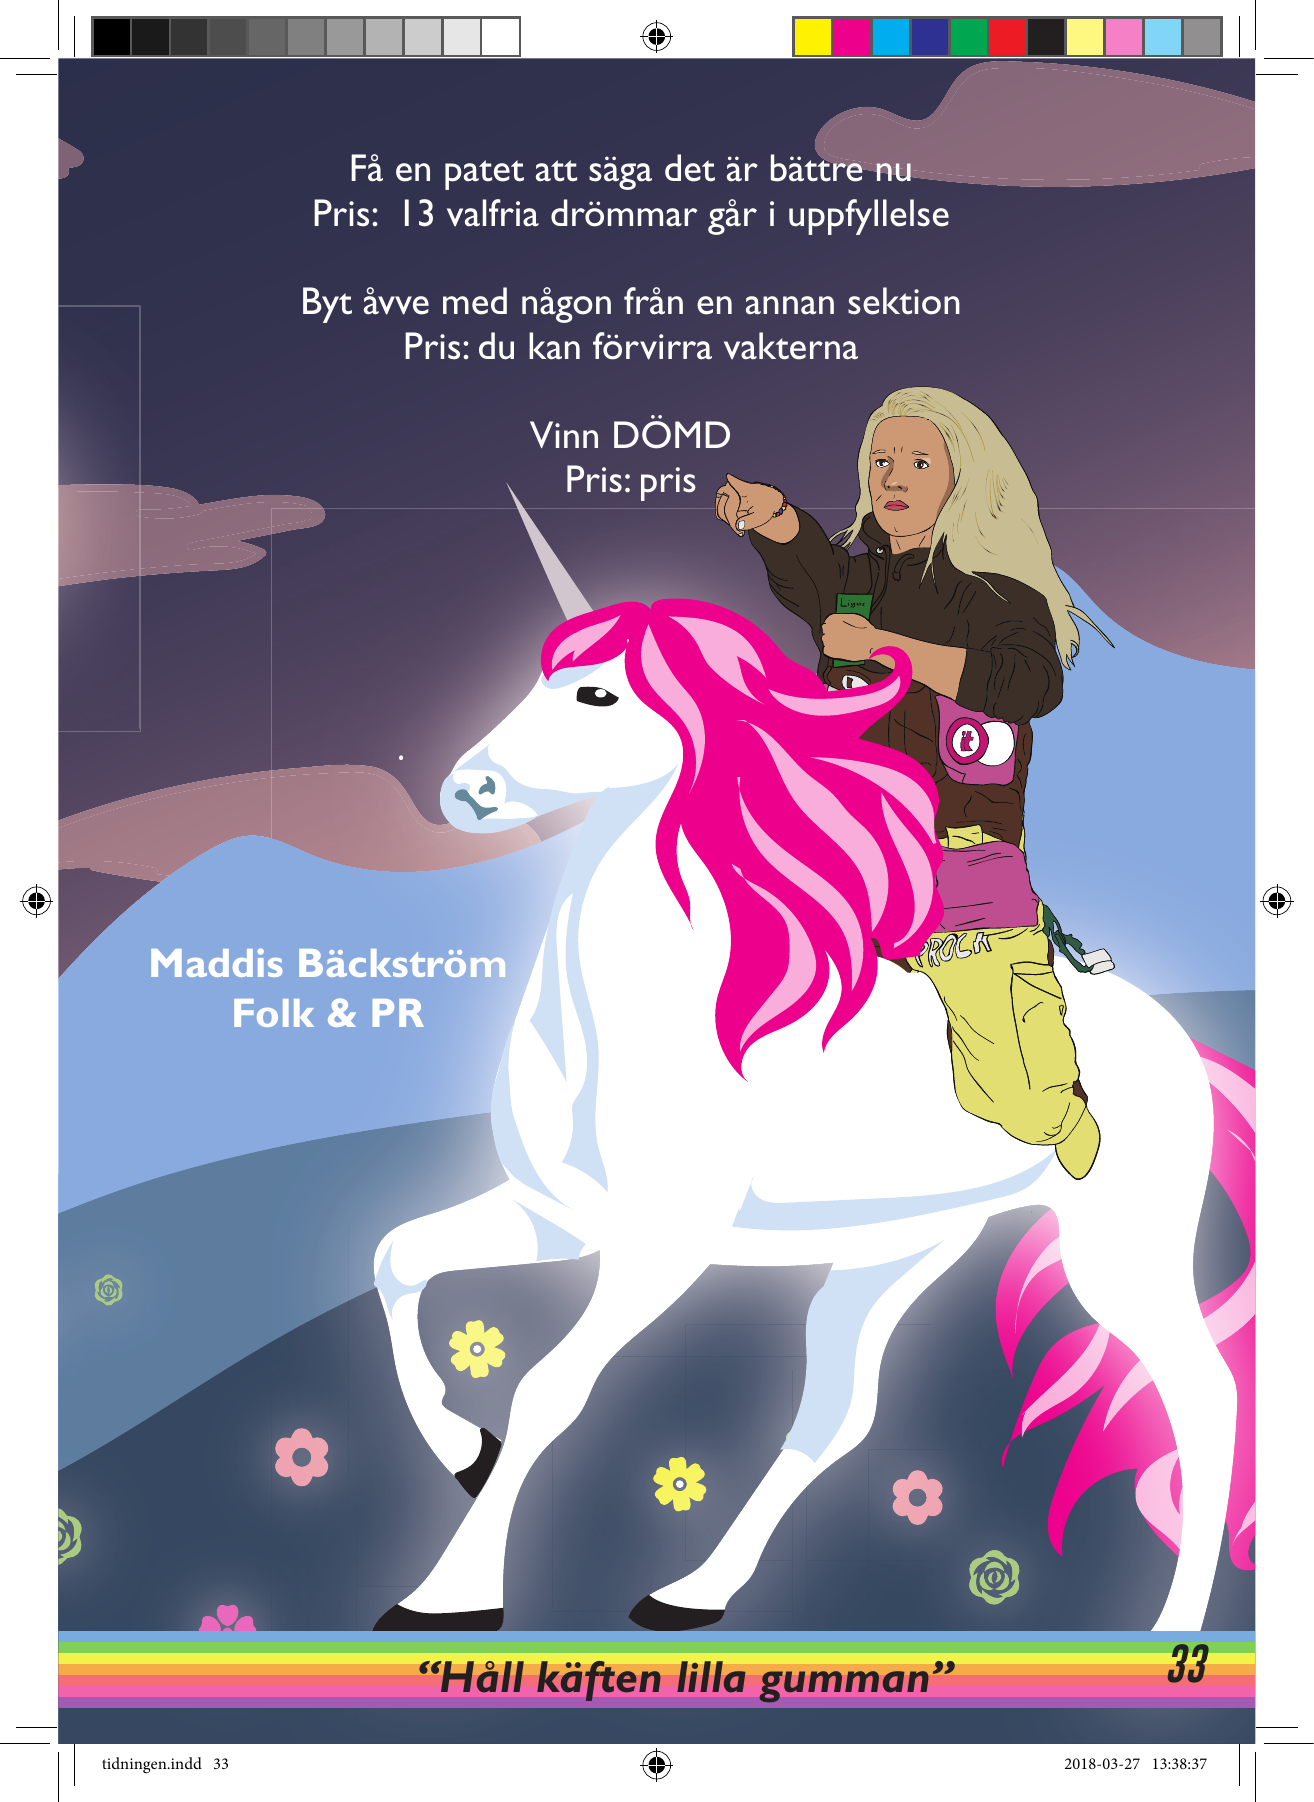 Få en patet att säga det är bättre nu
Pris: 13 valfria drömmar går i uppfyllelse
Byt åvve med någon från en annan sektion
Pris: du kan förvirra vakterna
Vinn DÖMD
Pris: pris
it
PROCK
Maddis Bäckström
Folk & PR
“Håll käften lilla gumman”
33
tidningen.indd 33
2018-03-27 13:38:37